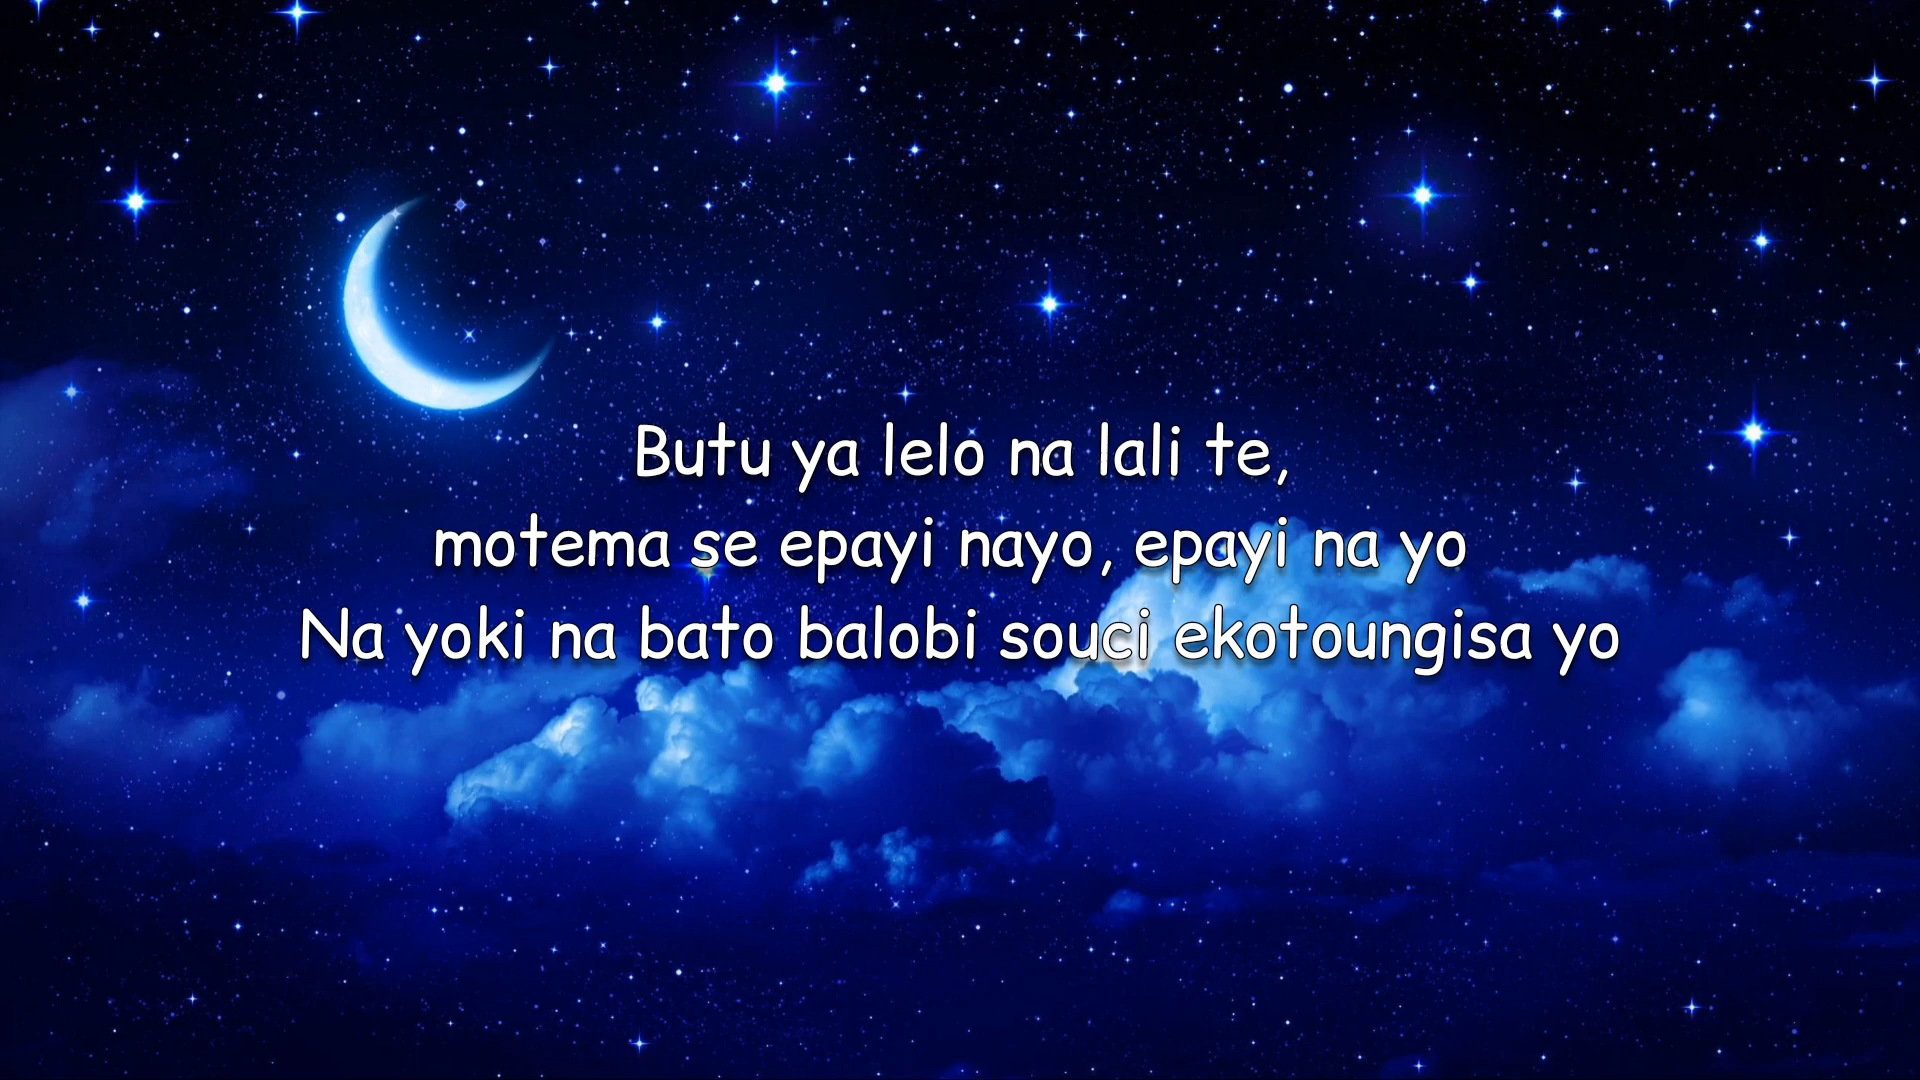 Butu ya lelo na lali te,
motema se epayi nayo, epayi na yo
Na yoki na bato balobi souci ekotoungisa yo